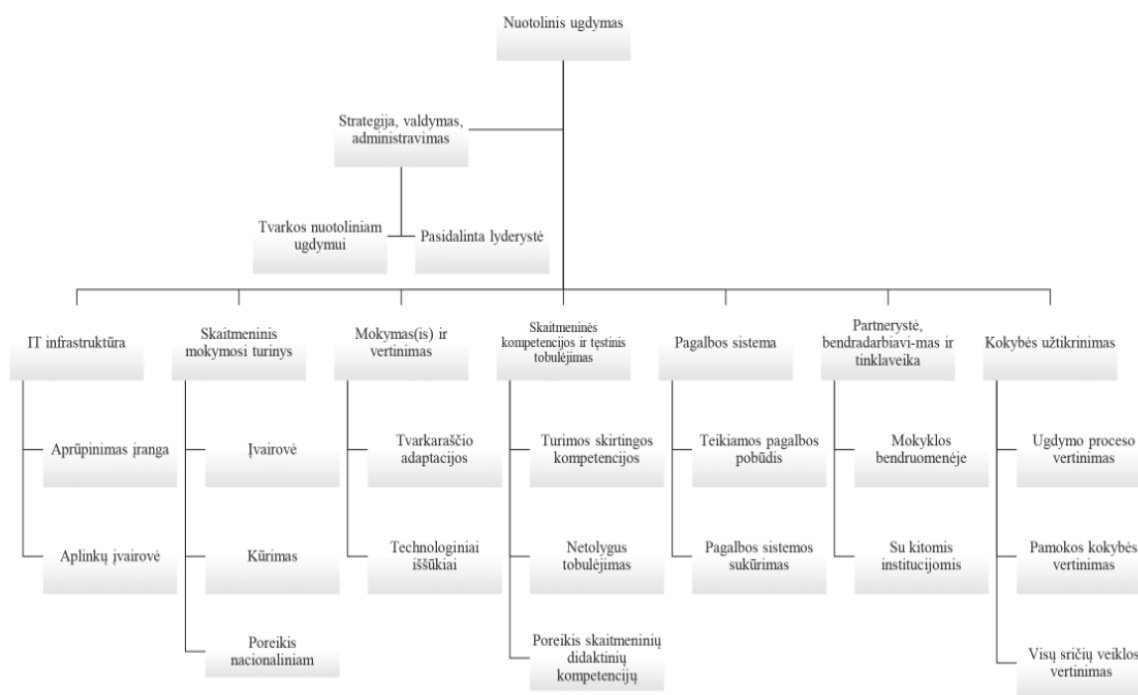 Nuotolinis ugdymas
Strategija, valdymas,
administravimas
Tvarkos nuotoliniam
ugdymui
Pasidalinta lyderystė
IT infrastruktūra
Skaitmeninis
mokymosi turinys
Mokymas(is) ir
vertinimas
Skaitmeninės
kompetencijos ir tęstinis
tobulėjimas
Pagalbos sistema
Partnerystė,
bendradarbiavi-mas ir
tinklaveika
Kokybės užtikrinimas
Aprūpinimas įranga
Įvairovė
Tvarkaraščio
adaptacijos
Turimos skirtingos
kompetencijos
Teikiamos pagalbos
pobūdis
Mokyklos
bendruomenėje
Ugdymo proceso
vertinimas
Aplinkų įvairovė
Kūrimas
Technologiniai
iššūkiai
Netolygus
tobulėjimas
Pagalbos sistemos
sukūrimas
Su kitomis
institucijomis
Pamokos kokybės
vertinimas
Poreikis
nacionaliniam
Poreikis skaitmeninių
didaktinių
kompetencijų
Visų sričių veiklos
vertinimas